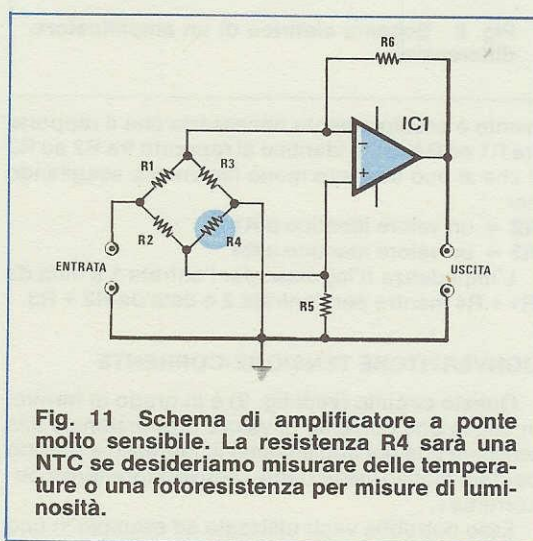 R6
IC1
R1
R3
R2
R4
-
+
ENTRATA
USCITA
R5
Fig. 11 Schema di amplificatore a ponte
molto sensibile. La resistenza R4 sarà una
NTC se desideriamo misurare delle tempera-
ture o una fotoresistenza per misure di lumi-
nosità.